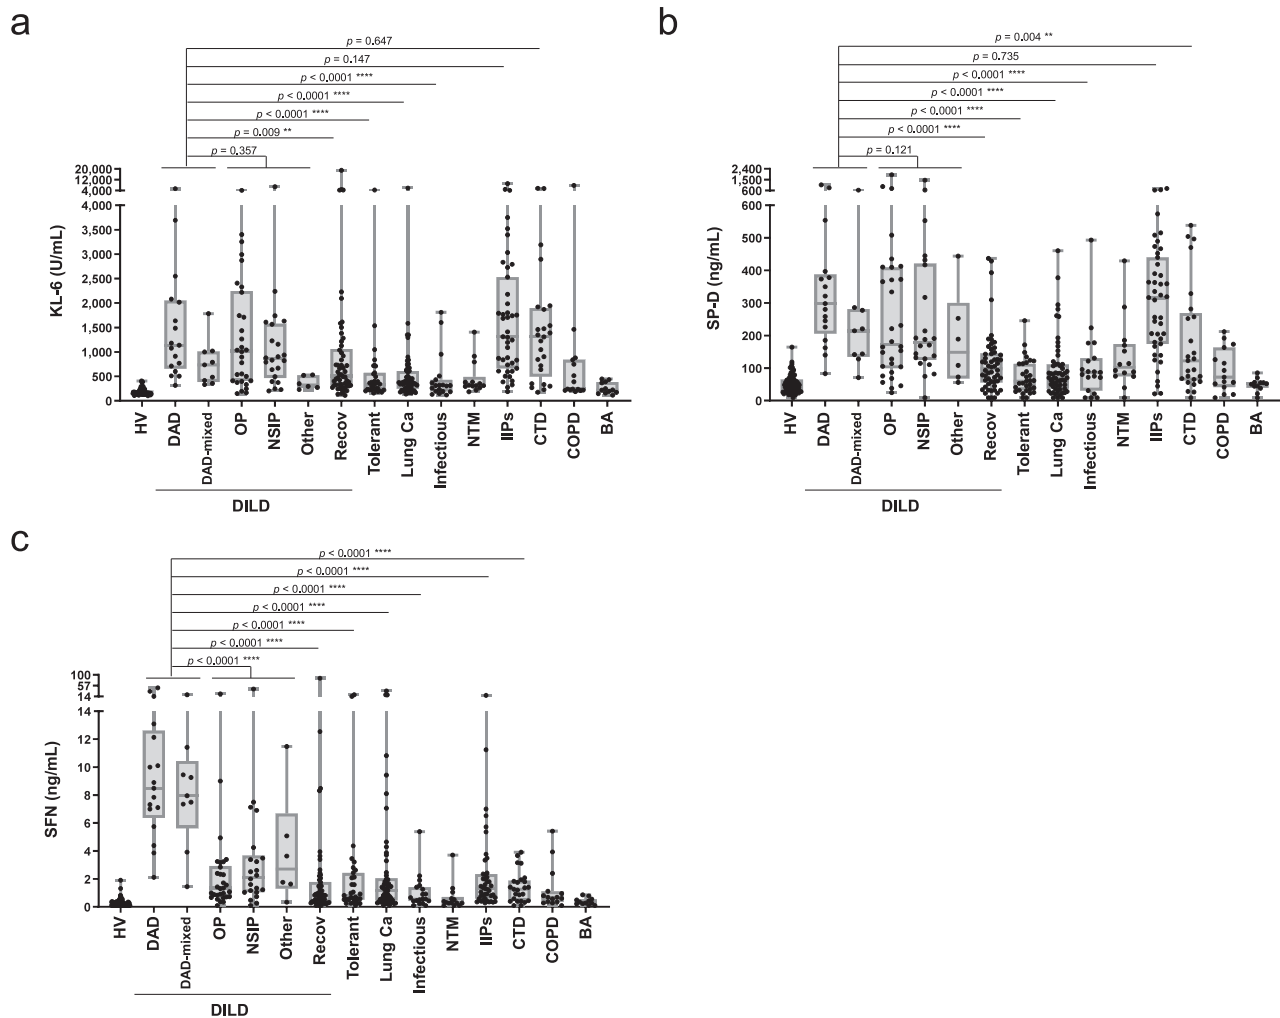 a
p = 0.647
p = 0.147
p < 0.0001 ****
p < 0.0001 ****
p < 0.0001 ****
p = 0.009 **
p = 0.357
20,000
12,000
4,000
4,000
3,500
3,000
2,500
2,000
1,500
1,000
500
0
KL-6 (U/mL)
HV
DAD
DAD-mixed
OP
NSIP
Other
Recov
Tolerant
Lung Ca
Infectious
NTM
IIPs
CTD
COPD
BA
DILD
b
p = 0.004 **
p = 0.735
p < 0.0001 ****
p < 0.0001 ****
p < 0.0001 ****
p < 0.0001 ****
p = 0.121
2,400
1,500
600
600
500
400
300
200
100
0
SP-D (ng/mL)
HV
DAD
DAD-mixed
OP
NSIP
Other
Recov
Tolerant
Lung Ca
Infectious
NTM
IIPs
CTD
COPD
BA
DILD
c
p < 0.0001 ****
p < 0.0001 ****
p < 0.0001 ****
p < 0.0001 ****
p < 0.0001 ****
p < 0.0001 ****
p < 0.0001 ****
100
57
14
14
12
10
8
6
4
2
0
SFN (ng/mL)
HV
DAD
DAD-mixed
OP
NSIP
Other
Recov
Tolerant
Lung Ca
Infectious
NTM
IIPs
CTD
COPD
BA
DILD